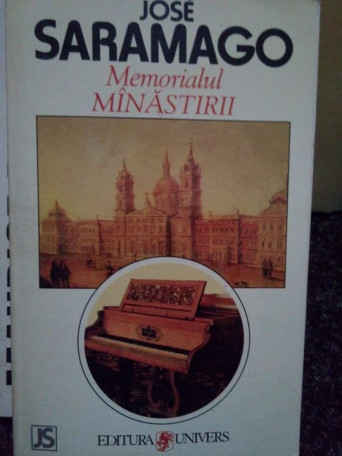 JOSÉ
SARAMAGO
Memorialul
MÎNĂSTIRII
JS
EDITURA UNIVERS